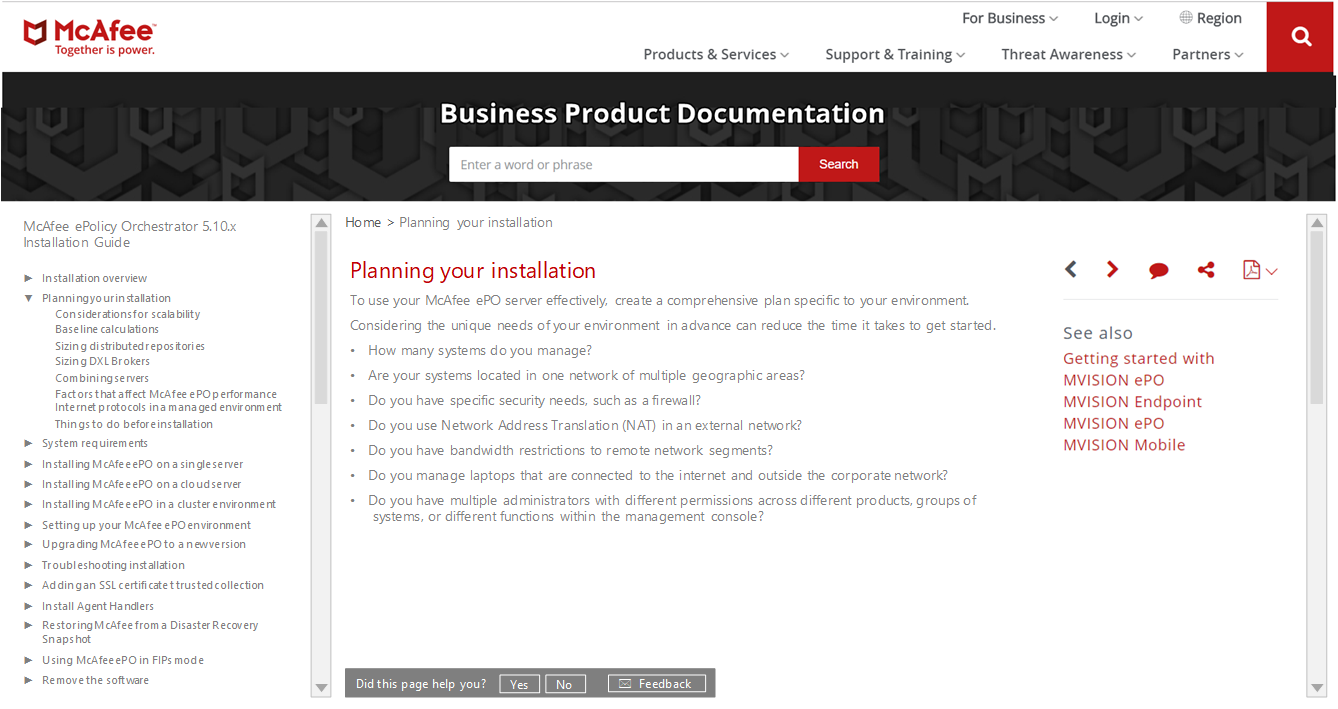 McAfee™
Together is power.
For Business
Login
Region
Products & Services
Support & Training
Threat Awareness
Partners
Business Product Documentation
Enter a word or phrase
Search
McAfee ePolicy Orchestrator 5.10.x
Installation Guide
Installation overview
Planning your installation
Considerations for scalability
Baseline calculations
Sizing distributed repositories
Sizing DXL Brokers
Combining servers
Factors that affect McAfee ePO performance
Internet protocols in a managed environment
Things to do before installation
System requirements
Installing McAfee ePO on a single server
Installing McAfee ePO on a cloud server
Installing McAfee ePO in a cluster environment
Setting up your McAfee ePO environment
Upgrading McAfee ePO to a new version
Troubleshooting installation
Adding an SSL certificate t trusted collection
Install Agent Handlers
Restoring McAfee from a Disaster Recovery
Snapshot
Using McAfee ePO in FIPs mode
Remove the software
Home > Planning your installation
Planning your installation
To use your McAfee ePO server effectively, create a comprehensive plan specific to your environment.
Considering the unique needs of your environment in advance can reduce the time it takes to get started.
• How many systems do you manage?
• Are your systems located in one network of multiple geographic areas?
• Do you have specific security needs, such as a firewall?
• Do you use Network Address Translation (NAT) in an external network?
• Do you have bandwidth restrictions to remote network segments?
• Do you manage laptops that are connected to the internet and outside the corporate network?
• Do you have multiple administrators with different permissions across different products, groups of
systems, or different functions within the management console?
See also
Getting started with
MVISION ePO
MVISION Endpoint
MVISION ePO
MVISION Mobile
Did this page help you?
Yes
No
Feedback